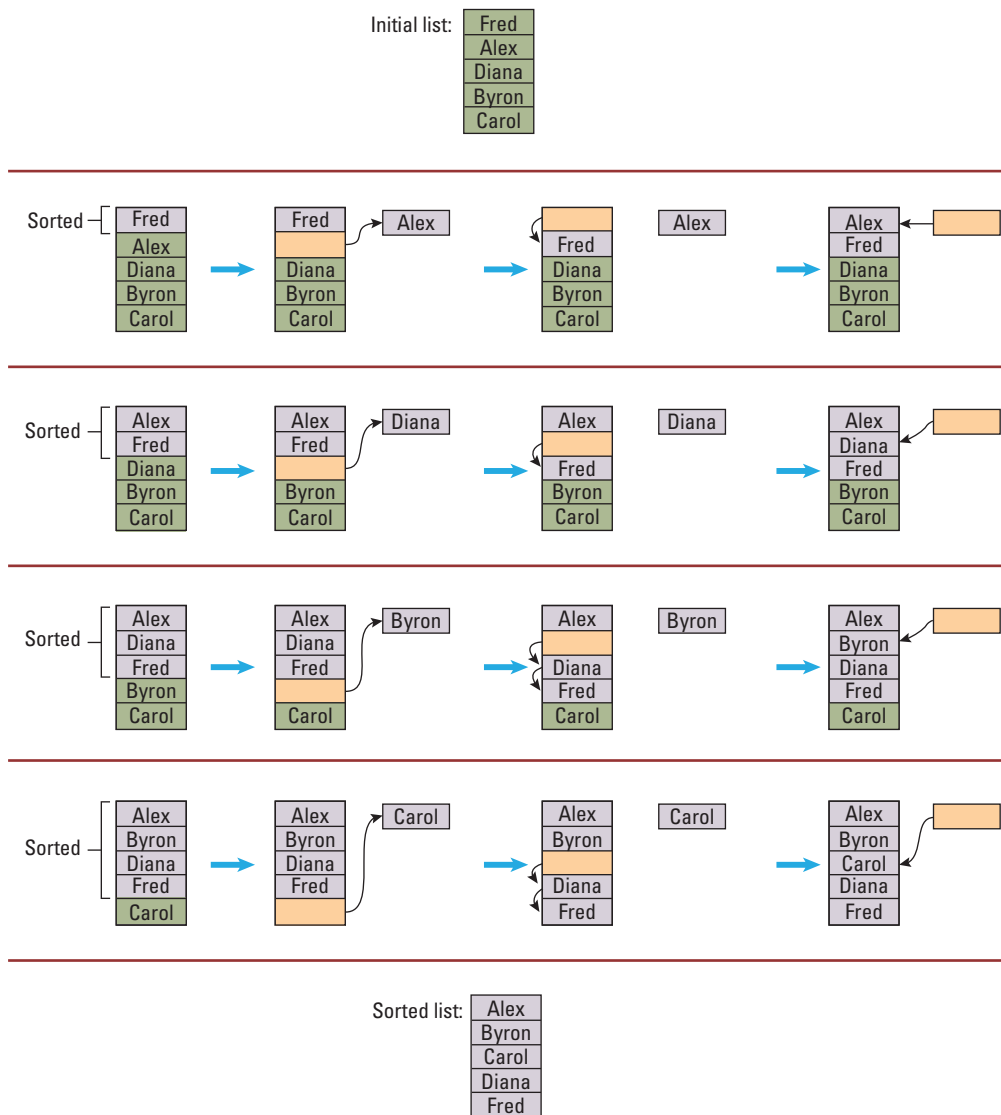 Initial list:
Fred
Alex
Diana
Byron
Carol
Sorted
Fred
Alex
Diana
Byron
Carol
Fred
Diana
Byron
Carol
Alex
Fred
Diana
Byron
Carol
Alex
Alex
Fred
Diana
Byron
Carol
Sorted
Alex
Fred
Diana
Byron
Carol
Alex
Fred
Byron
Carol
Diana
Alex
Fred
Byron
Carol
Diana
Alex
Diana
Fred
Byron
Carol
Sorted
Alex
Diana
Fred
Byron
Carol
Alex
Diana
Fred
Carol
Byron
Alex
Diana
Fred
Carol
Byron
Alex
Byron
Diana
Fred
Carol
Sorted
Alex
Byron
Diana
Fred
Carol
Alex
Byron
Diana
Fred
Carol
Alex
Byron
Diana
Fred
Carol
Alex
Byron
Carol
Diana
Fred
Sorted list:
Alex
Byron
Carol
Diana
Fred